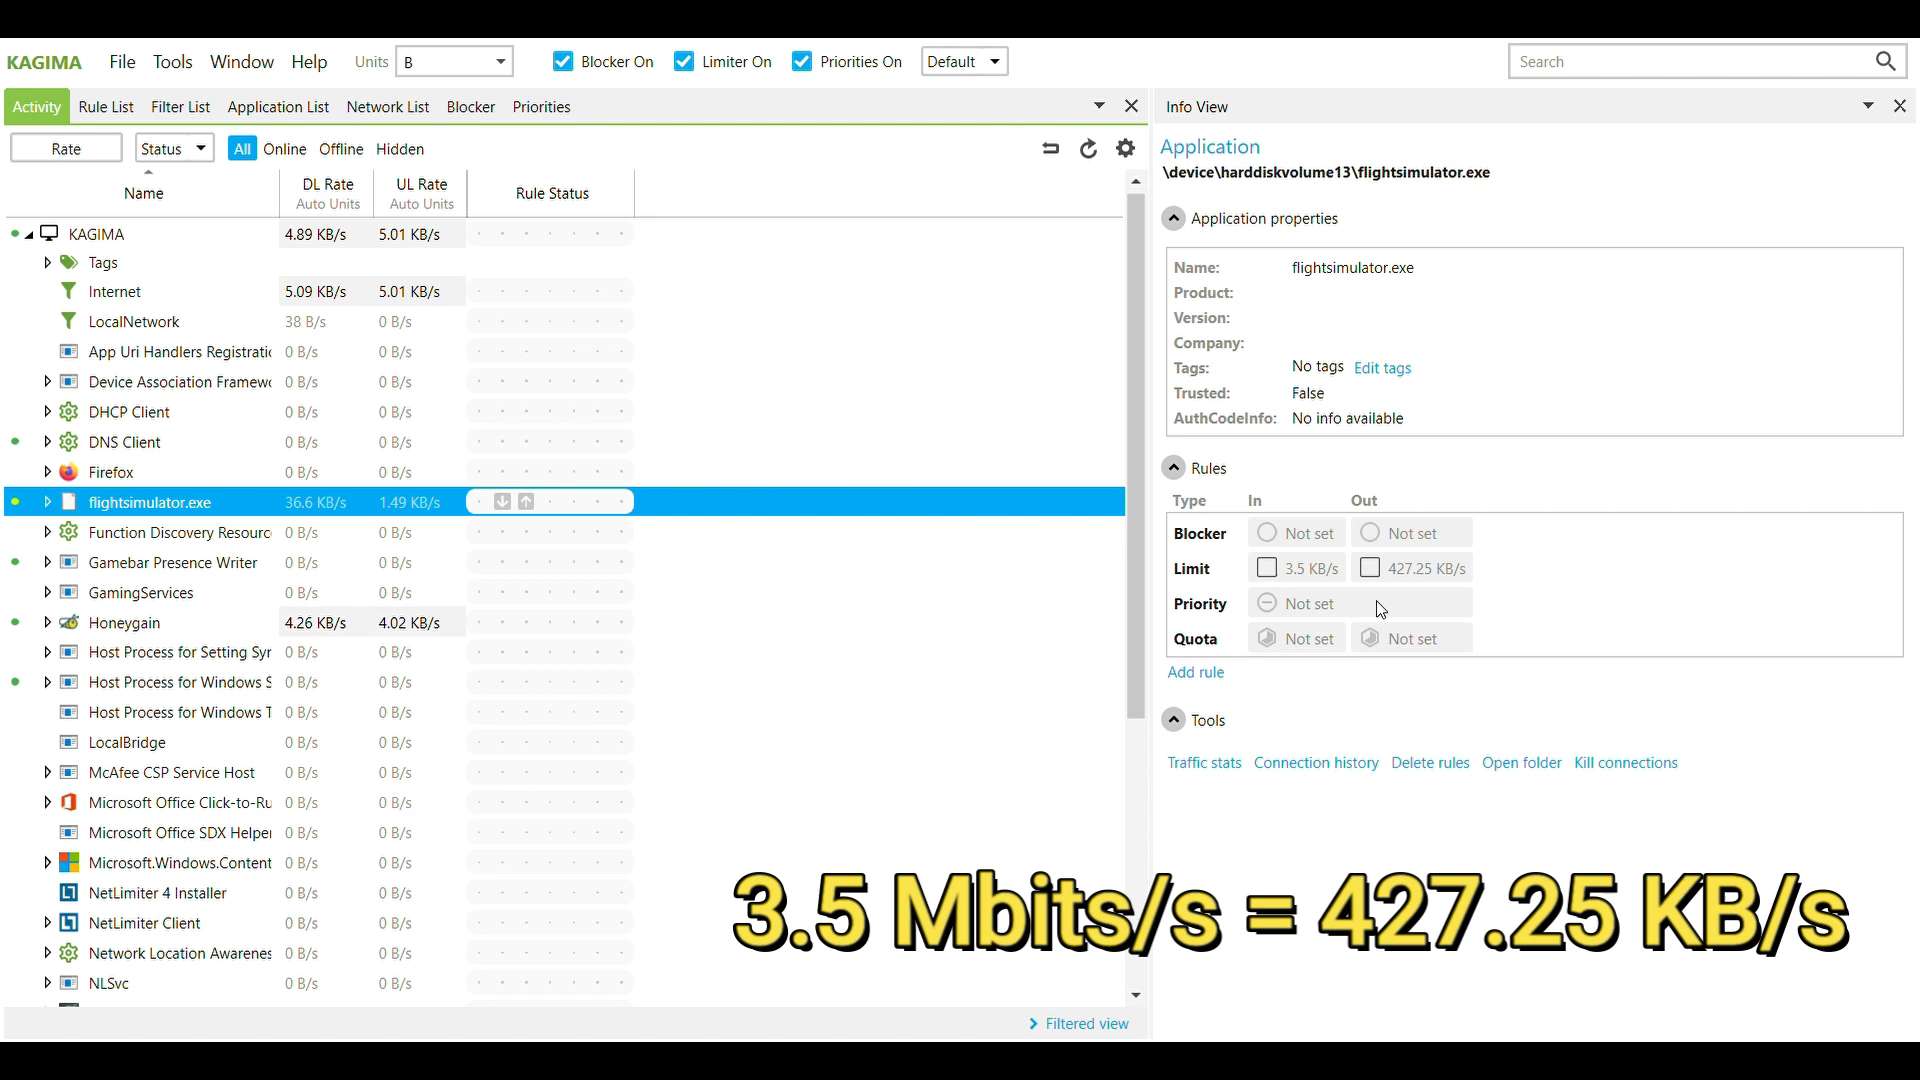 KAGIMA File Tools Window Help Units B Blocker On Limiter On Priorities On Default Search
Activity Rule List Filter List Application List Network List Blocker Priorities
Rate Status All Online Offline Hidden
Name DL Rate Auto Units UL Rate Auto Units Rule Status
KAGIMA 4.89 KB/s 5.01 KB/s
Tags
Internet 5.09 KB/s 5.01 KB/s
LocalNetwork 38 B/s 0 B/s
App Uri Handlers Registratic 0 B/s 0 B/s
Device Association Framewo 0 B/s 0 B/s
DHCP Client 0 B/s 0 B/s
DNS Client 0 B/s 0 B/s
Firefox 0 B/s 0 B/s
flightsimulator.exe 36.6 KB/s 1.49 KB/s
Function Discovery Resourc 0 B/s 0 B/s
Gamebar Presence Writer 0 B/s 0 B/s
GamingServices 0 B/s 0 B/s
Honeygain 4.26 KB/s 4.02 KB/s
Host Process for Setting Syr 0 B/s 0 B/s
Host Process for Windows S 0 B/s 0 B/s
Host Process for Windows T 0 B/s 0 B/s
LocalBridge 0 B/s 0 B/s
McAfee CSP Service Host 0 B/s 0 B/s
Microsoft Office Click-to-Ru 0 B/s 0 B/s
Microsoft Office SDX Helper 0 B/s 0 B/s
Microsoft.Windows.Content 0 B/s 0 B/s
NetLimiter 4 Installer 0 B/s 0 B/s
NetLimiter Client 0 B/s 0 B/s
Network Location Awarenes 0 B/s 0 B/s
NLSvc 0 B/s 0 B/s
Filtered view
Info View
Application
\device\harddiskvolume13\flightsimulator.exe
Application properties
Name: flightsimulator.exe
Product:
Version:
Company:
Tags: No tags Edit tags
Trusted: False
AuthCodeInfo: No info available
Rules
Type In Out
Blocker Not set Not set
Limit 3.5 KB/s 427.25 KB/s
Priority Not set
Quota Not set Not set
Add rule
Tools
Traffic stats Connection history Delete rules Open folder Kill connections
3.5 Mbits/s = 427.25 KB/s